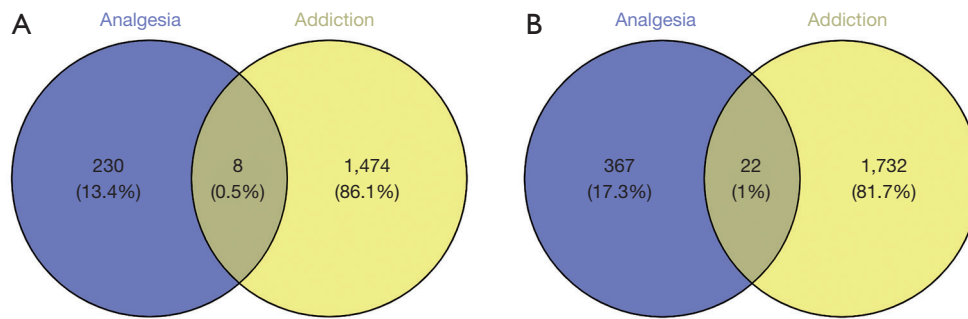 A
Analgesia
Addiction
230
(13.4%)
8
(0.5%)
1,474
(86.1%)
B
Analgesia
Addiction
367
(17.3%)
22
(1%)
1,732
(81.7%)